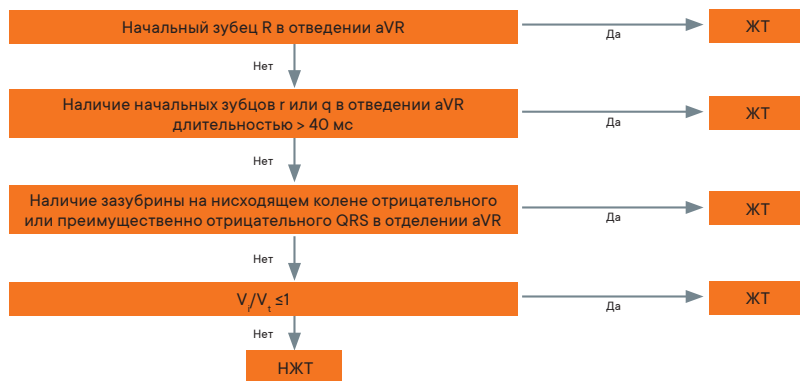 Начальный зубец R в отведении aVR
Да
ЖТ
Нет
Наличие начальных зубцов r или q в отведении aVR
длительностью > 40 мс
Да
ЖТ
Нет
Наличие зазубрины на нисходящем колене отрицательного
или преимущественно отрицательного QRS в отделении aVR
Да
ЖТ
Нет
Vi/Vt ≤1
Да
ЖТ
Нет
НЖТ